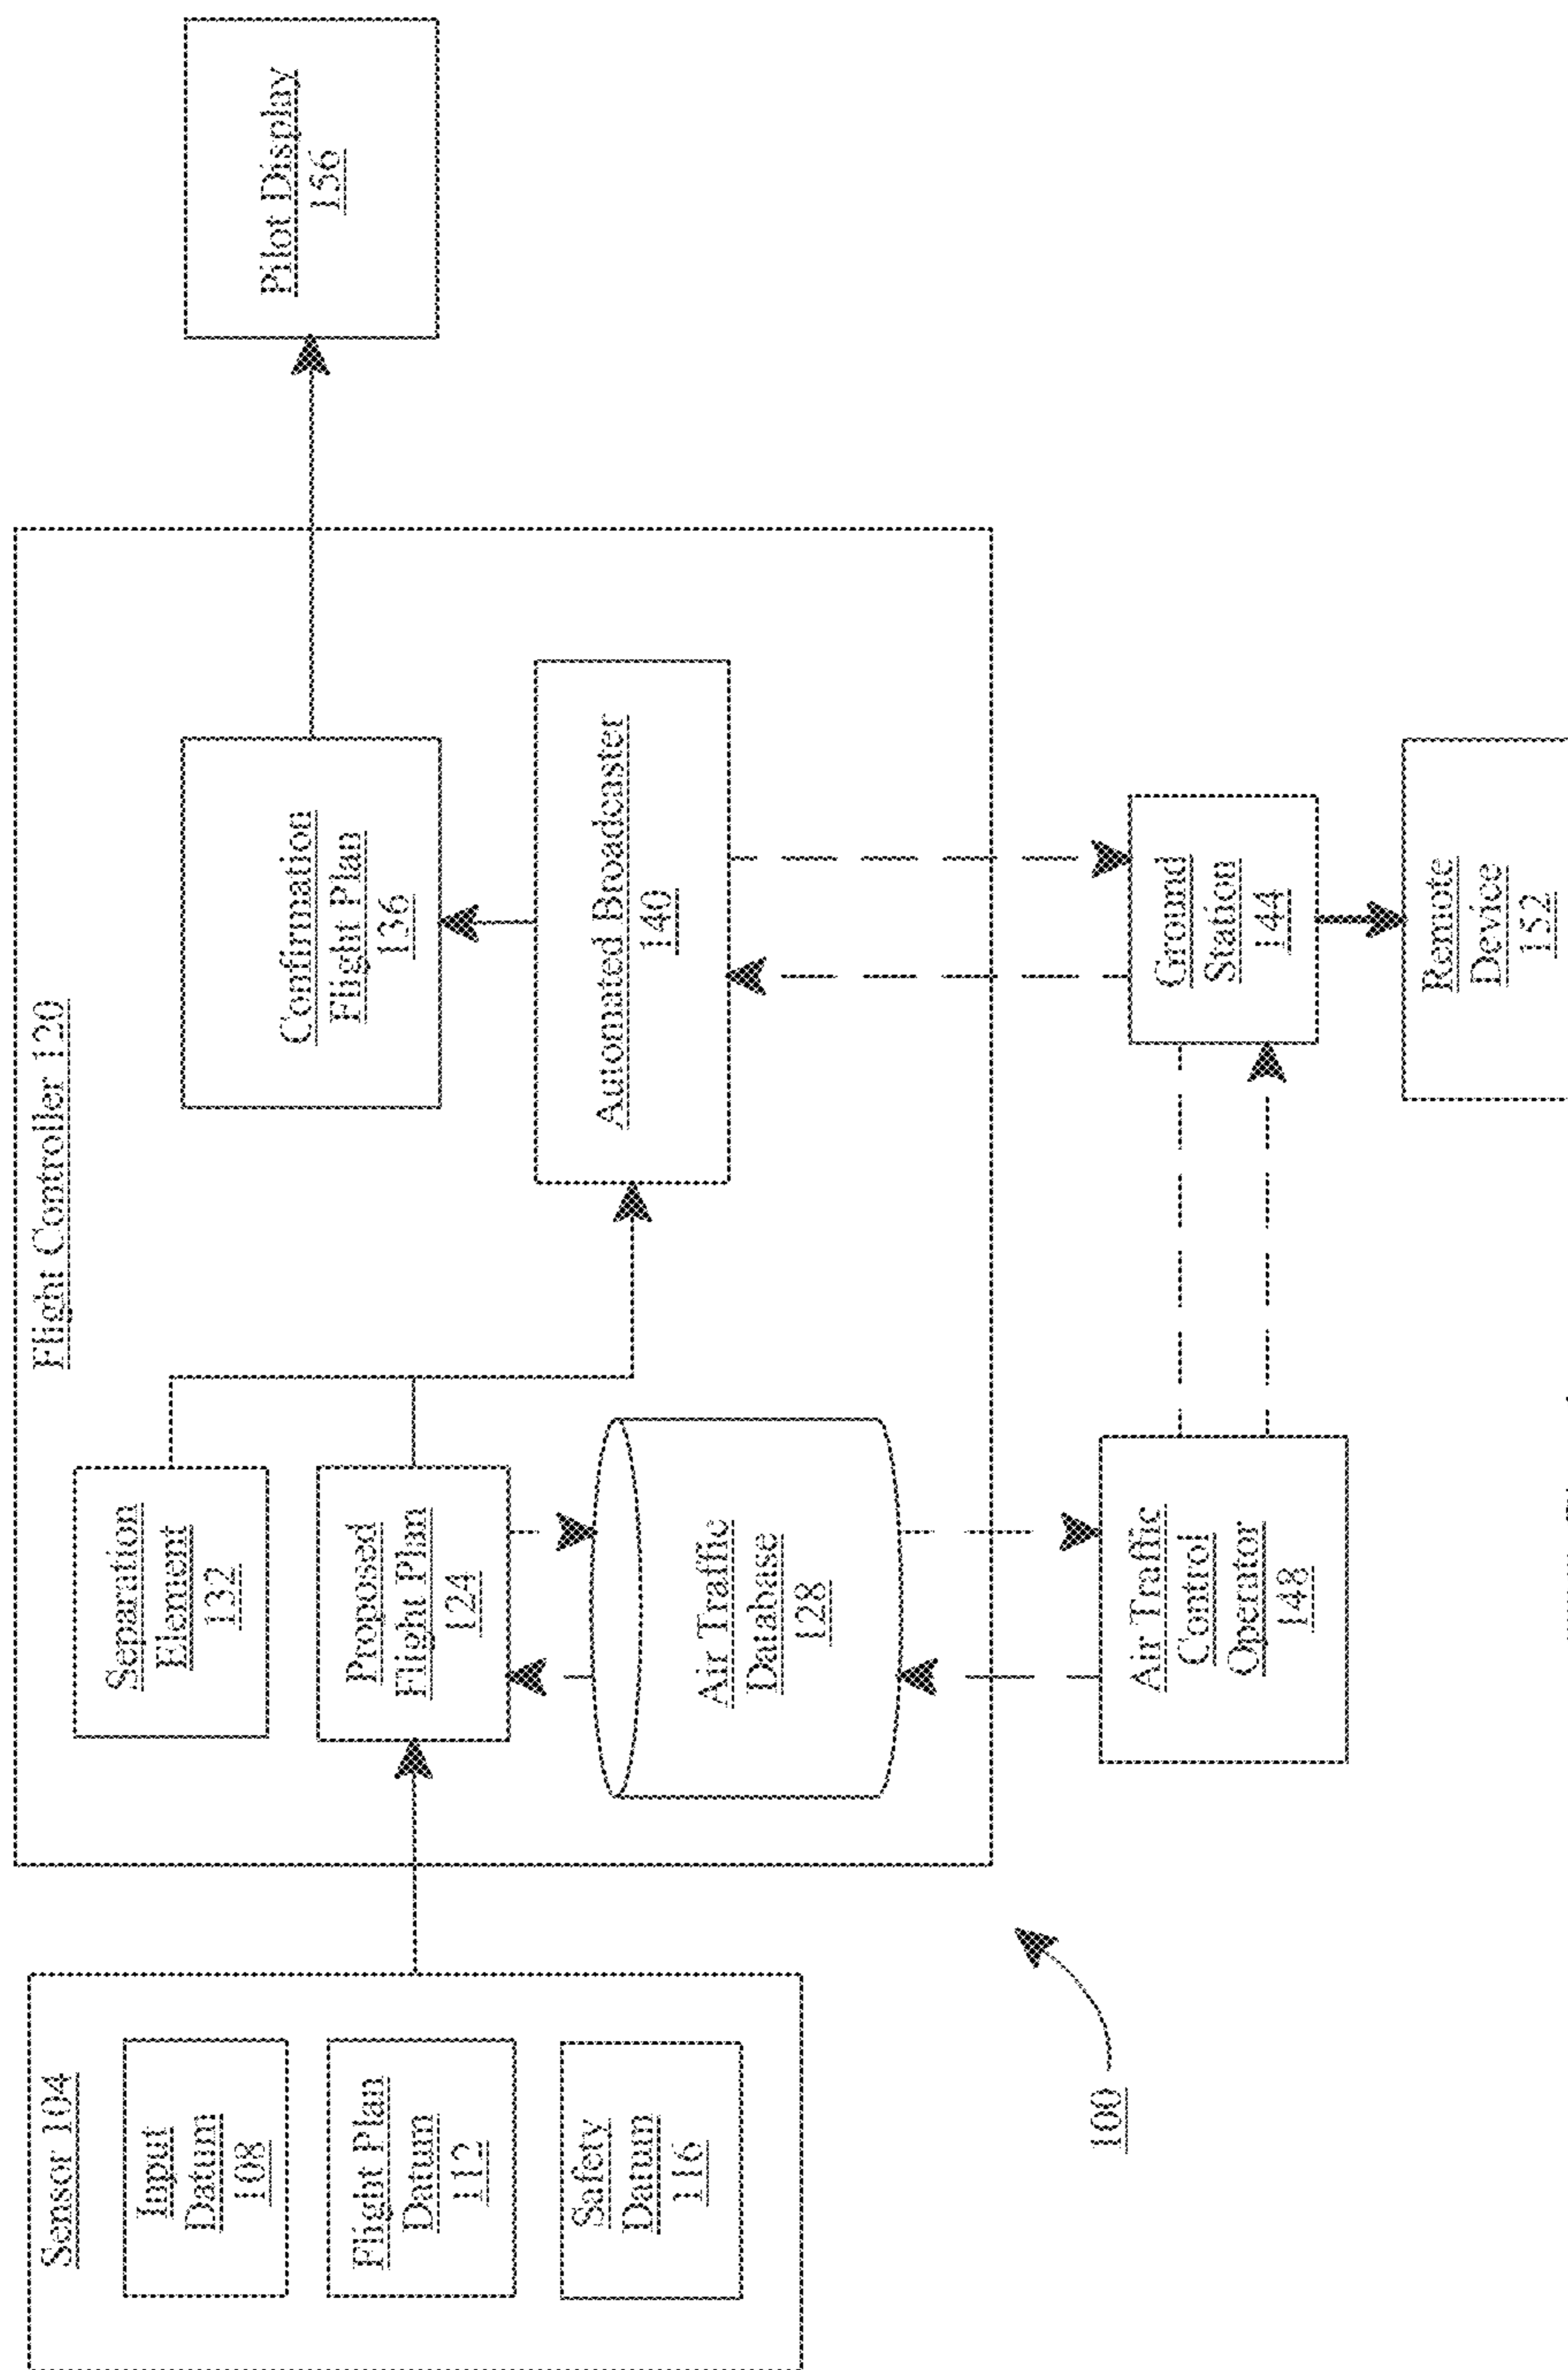 Sensor 104
Input
Datum
108
Flight Plan
Datum
112
Safety
Datum
116
100
Flight Controller 120
Separation
Element
132
Proposed
Flight Plan
124
Air Traffic
Database
128
Confirmation
Flight Plan
136
Automated Broadcaster
140
Air Traffic
Control
Operator
148
Ground
Station
144
Remote
Device
152
Pilot Display
156